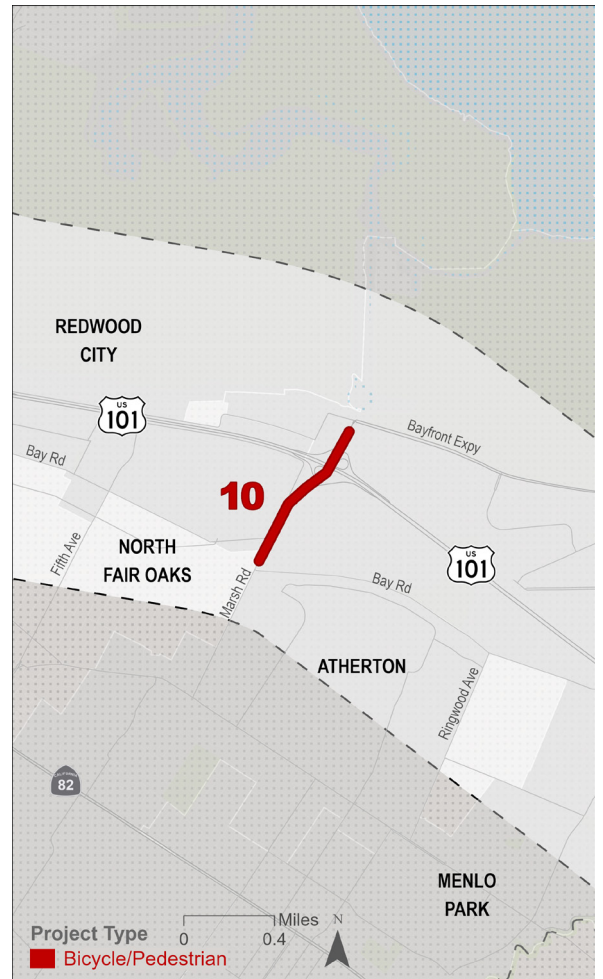 REDWOOD
CITY
US
101
Bayfront Expy
Bay Rd
10
Fifth Ave
NORTH
FAIR OAKS
US
101
Marsh Rd
Bay Rd
ATHERTON
Ringwood Ave
CALIFORNIA
82
MENLO
PARK
Miles
N
Project Type
0
0.4
Bicycle/Pedestrian